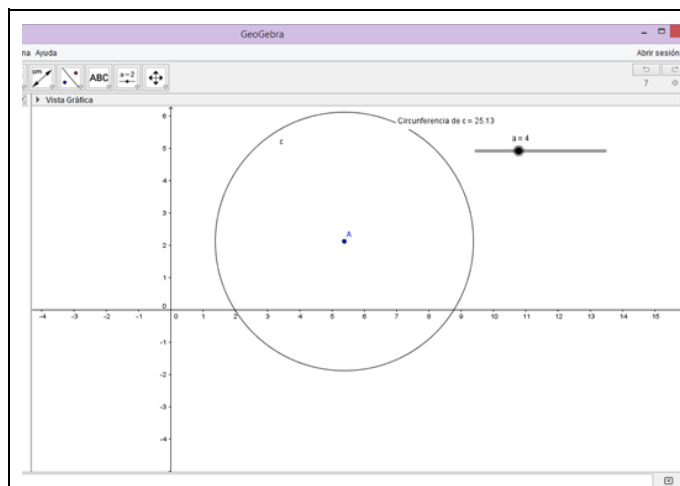 GeoGebra
na Ayuda
Abrir sesión
cm
ABC
a=2
?
Vista Gráfica
Circunferencia de c = 25.13
a = 4
c
A
6
5
4
3
2
1
0
-4 -3 -2 -1 0 1 2 3 4 5 6 7 8 9 10 11 12 13 14 15
-1
-2
-3
-4